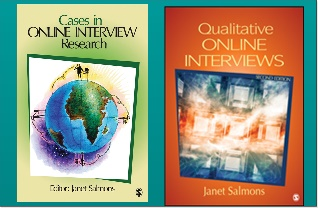 Cases in
ONLINE INTERVIEW
Research
Editor: Janet Salmons
Qualitative
ONLINE
INTERVIEWS
SECOND EDITION
Janet Salmons